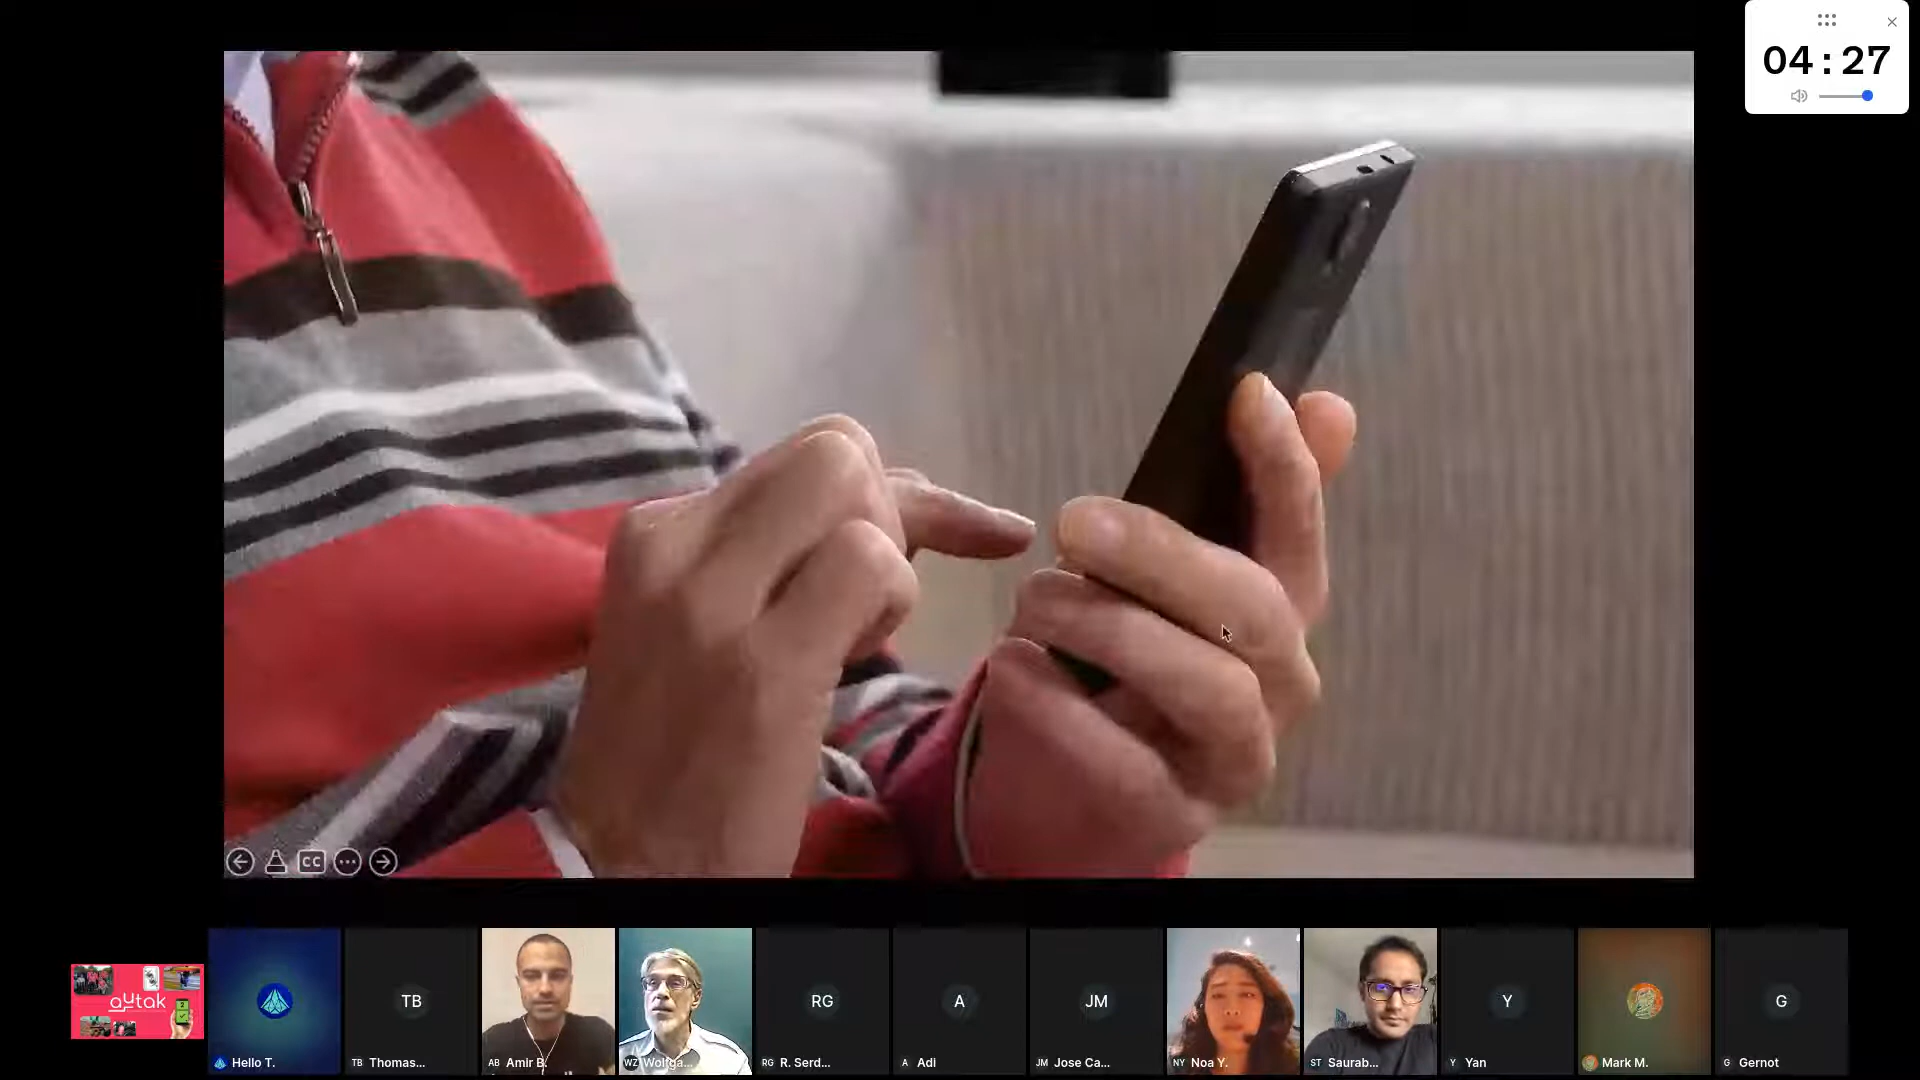 04:27
CC
qutak
Hello T.
TB
TB Thomas...
AB Amir B.
WZ Wolfga...
RG
RG R. Serd...
A
A Adi
JM
JM Jose Ca...
NY Noa Y.
ST Saurab...
Y
Y Yan
Mark M.
G
G Gernot